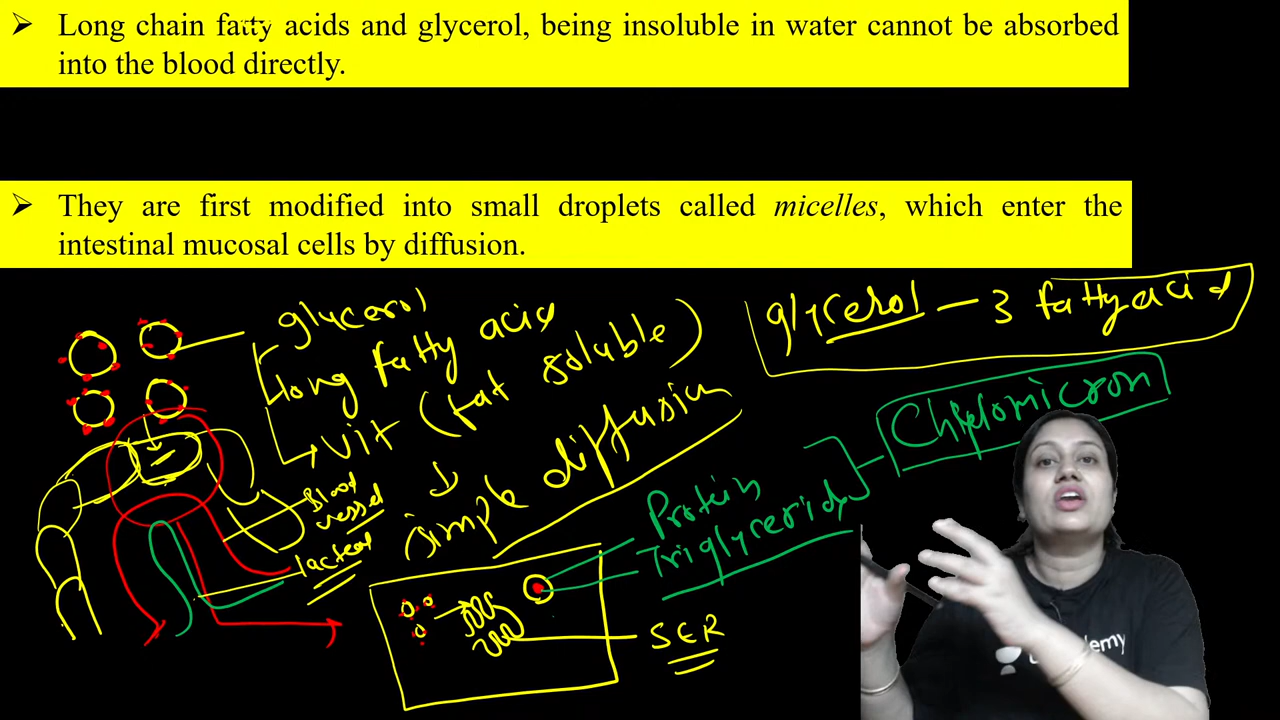 ➤ Long chain fatty acids and glycerol, being insoluble in water cannot be absorbed
into the blood directly.
➤ They are first modified into small droplets called micelles, which enter the
intestinal mucosal cells by diffusion.
glycerol
long fatty acid
Vit (fat soluble)
simple diffusion
glycerol — 3 fatty acid
Chylomicron
Blood
vessel
lacteal
Protein
Triglyceride
SER